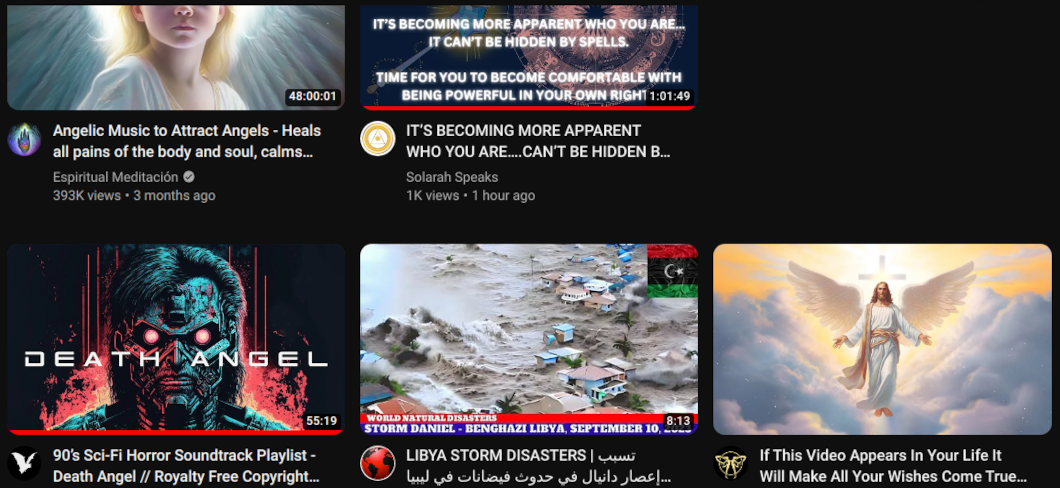 48:00:01
Angelic Music to Attract Angels - Heals
all pains of the body and soul, calms...
Espiritual Meditación
393K views • 3 months ago
IT'S BECOMING MORE APPARENT WHO YOU ARE...
IT CAN'T BE HIDDEN BY SPELLS.
TIME FOR YOU TO BECOME COMFORTABLE WITH
BEING POWERFUL IN YOUR OWN RIGHT
1:01:49
IT'S BECOMING MORE APPARENT
WHO YOU ARE....CAN'T BE HIDDEN B...
Solarah Speaks
1K views • 1 hour ago
DEATH ANGEL
55:19
90's Sci-Fi Horror Soundtrack Playlist -
Death Angel // Royalty Free Copyright...
WORLD NATURAL DISASTERS
8:13
STORM DANIEL - BENGHAZI LIBYA, SEPTEMBER 10, 2023
LIBYA STORM DISASTERS | تسبب
إعصار دانيال في حدوث فيضانات في ليبيا...
If This Video Appears In Your Life It
Will Make All Your Wishes Come True...